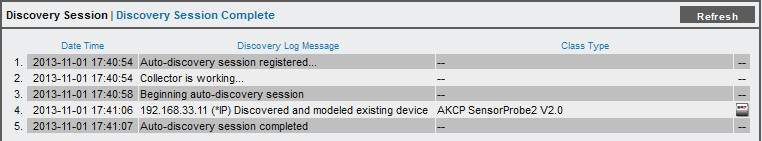 Discovery Session | Discovery Session Complete Refresh
Date Time Discovery Log Message Class Type
1. 2013-11-01 17:40:54 Auto-discovery session registered... -- --
2. 2013-11-01 17:40:54 Collector is working... -- --
3. 2013-11-01 17:40:58 Beginning auto-discovery session -- --
4. 2013-11-01 17:41:06 192.168.33.11 (*IP) Discovered and modeled existing device AKCP SensorProbe2 V2.0
5. 2013-11-01 17:41:07 Auto-discovery session completed -- --